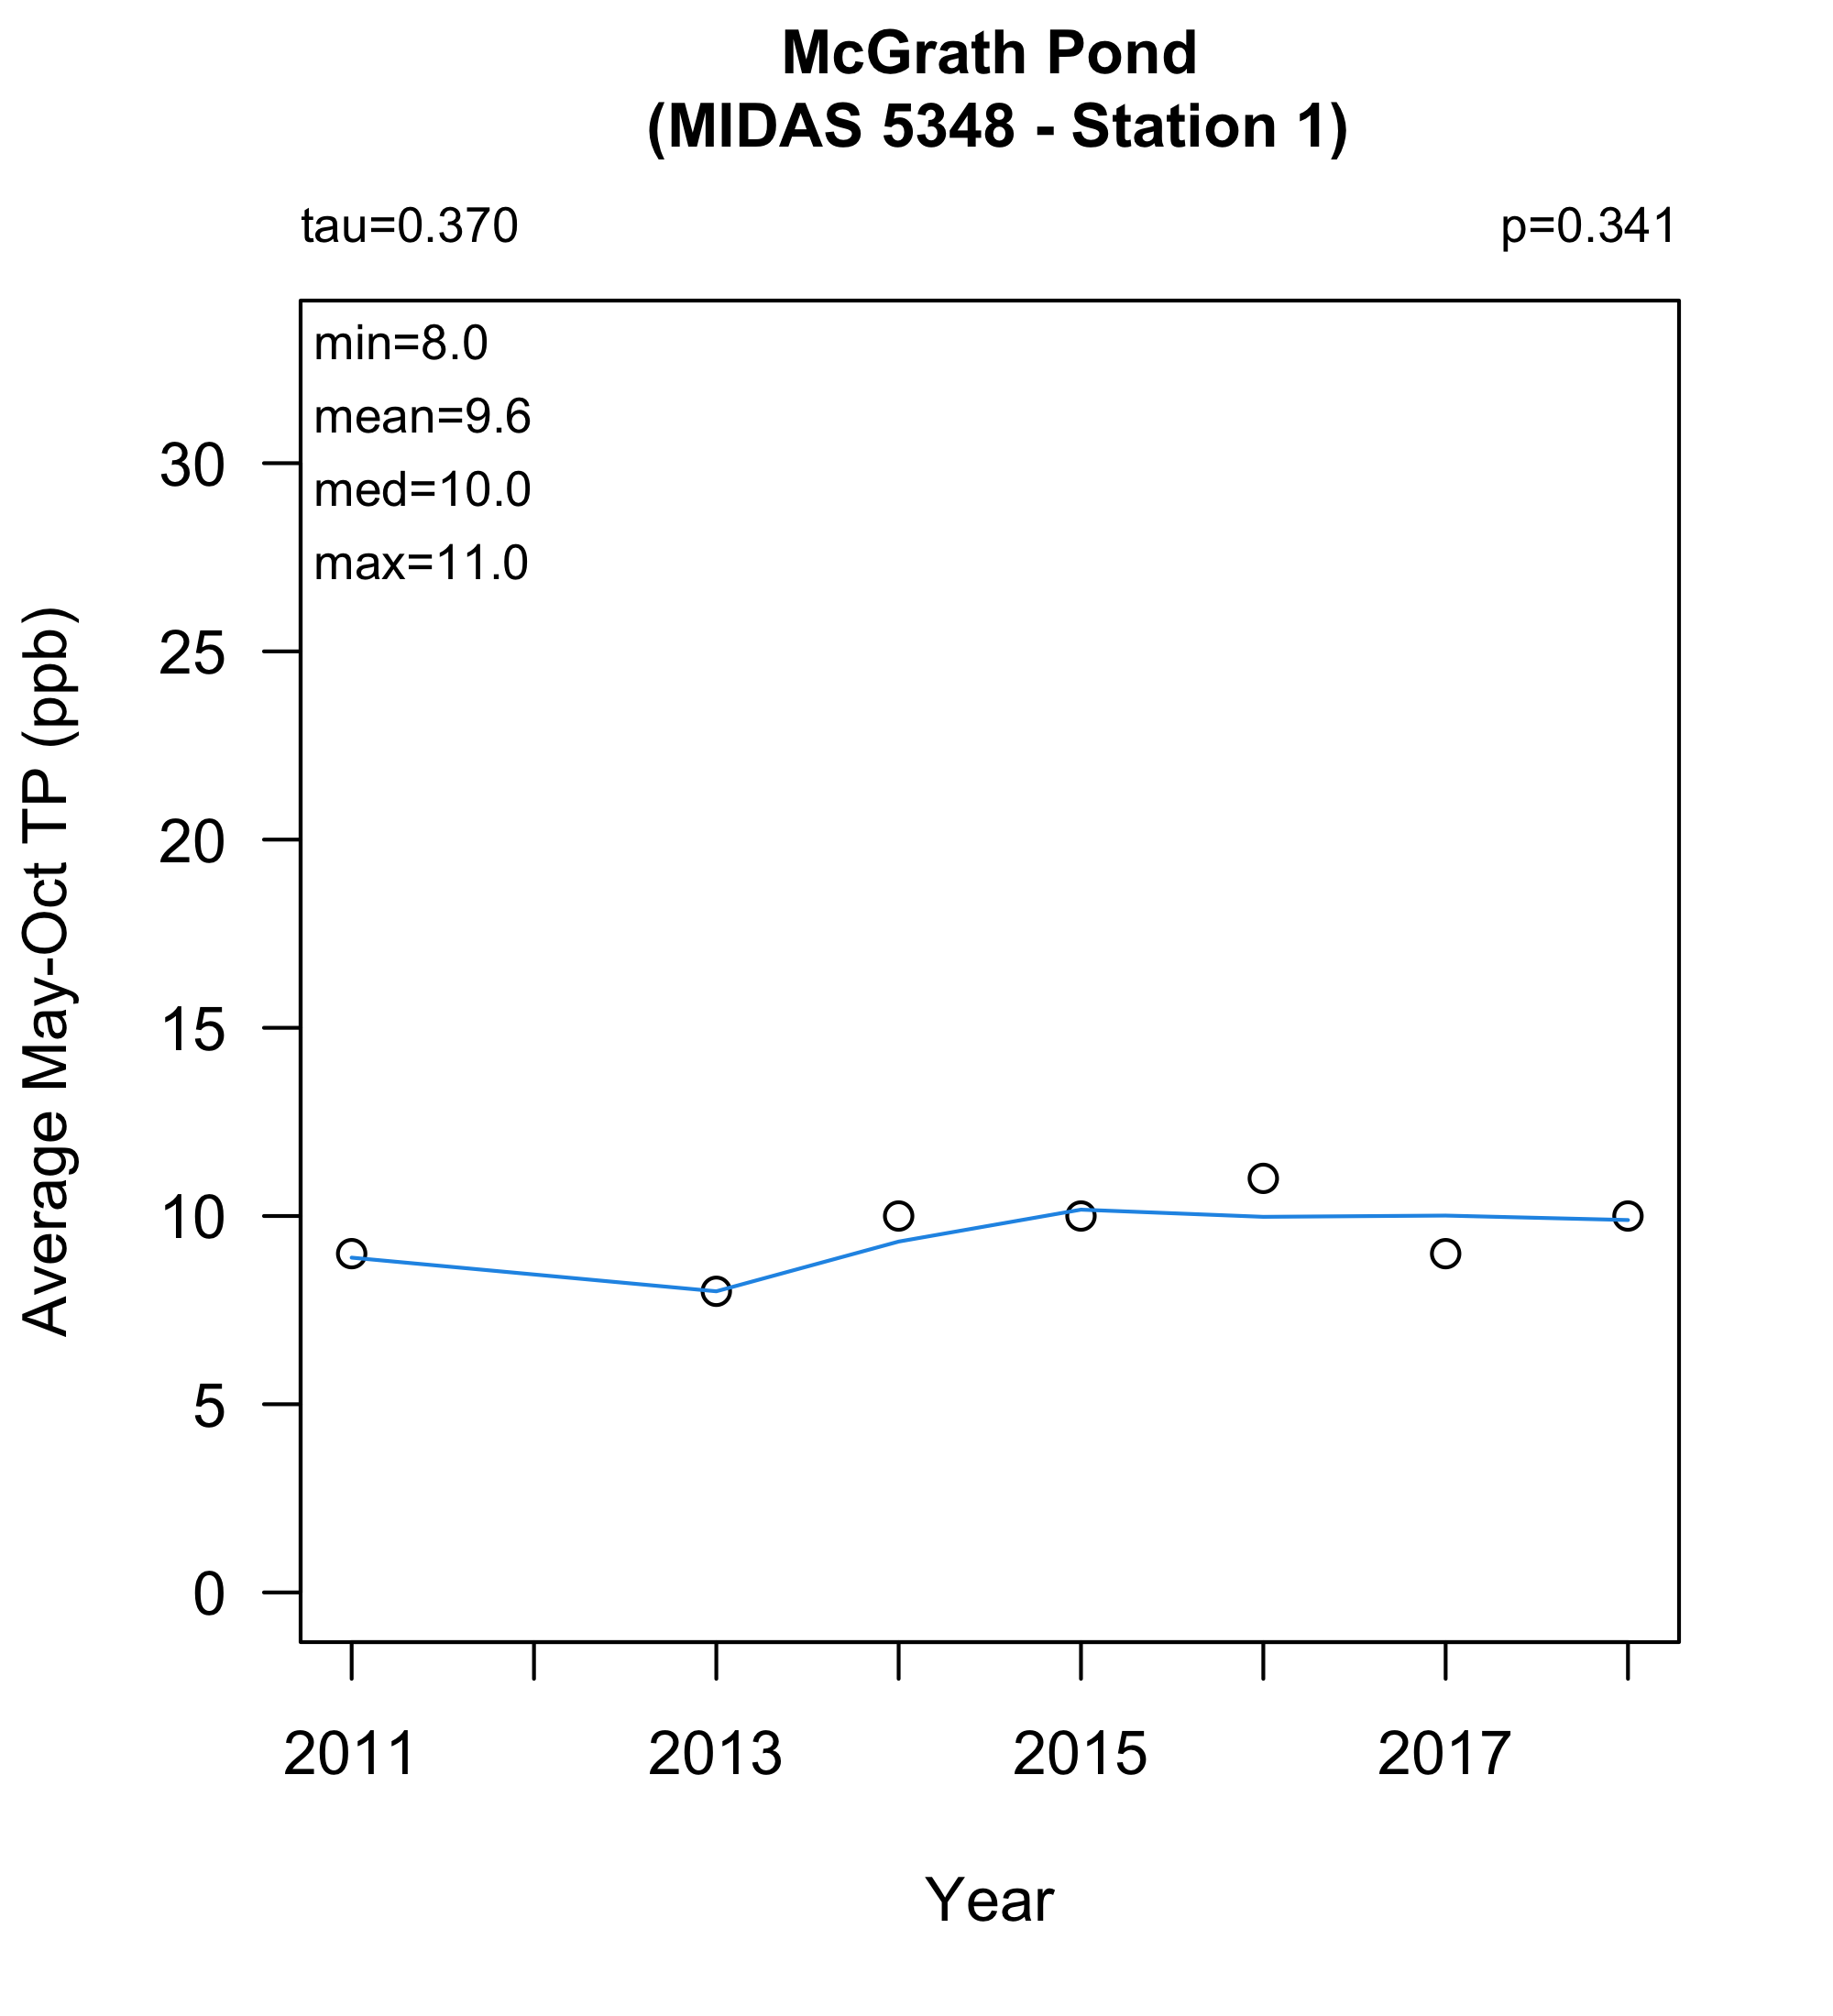 McGrath Pond
(MIDAS 5348 - Station 1)
tau=0.370
p=0.341
min=8.0
mean=9.6
med=10.0
max=11.0
Average May-Oct TP (ppb)
30
25
20
15
10
5
0
2011
2013
2015
2017
Year